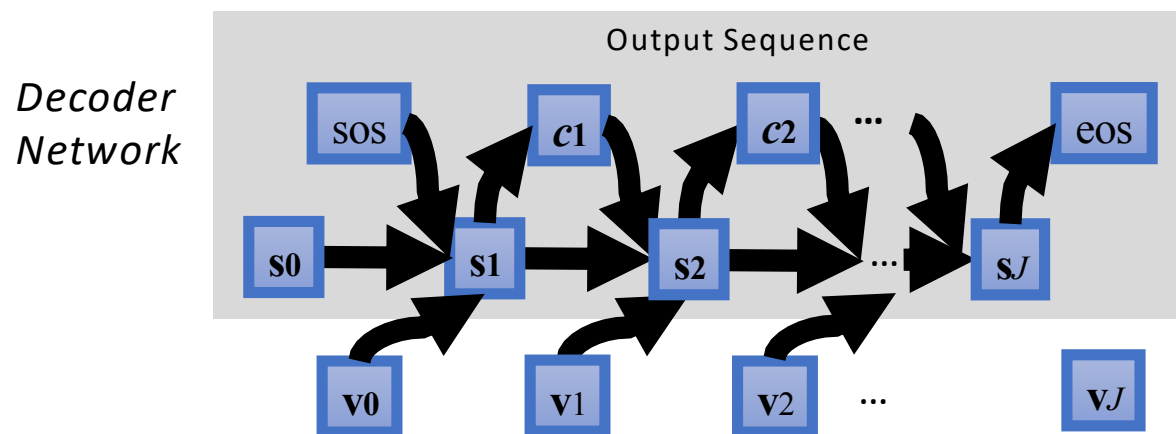 Output Sequence
Decoder
Network
sos c1 c2 ... eos
s0 s1 s2 ... sJ
v0 v1 v2 ... vJ